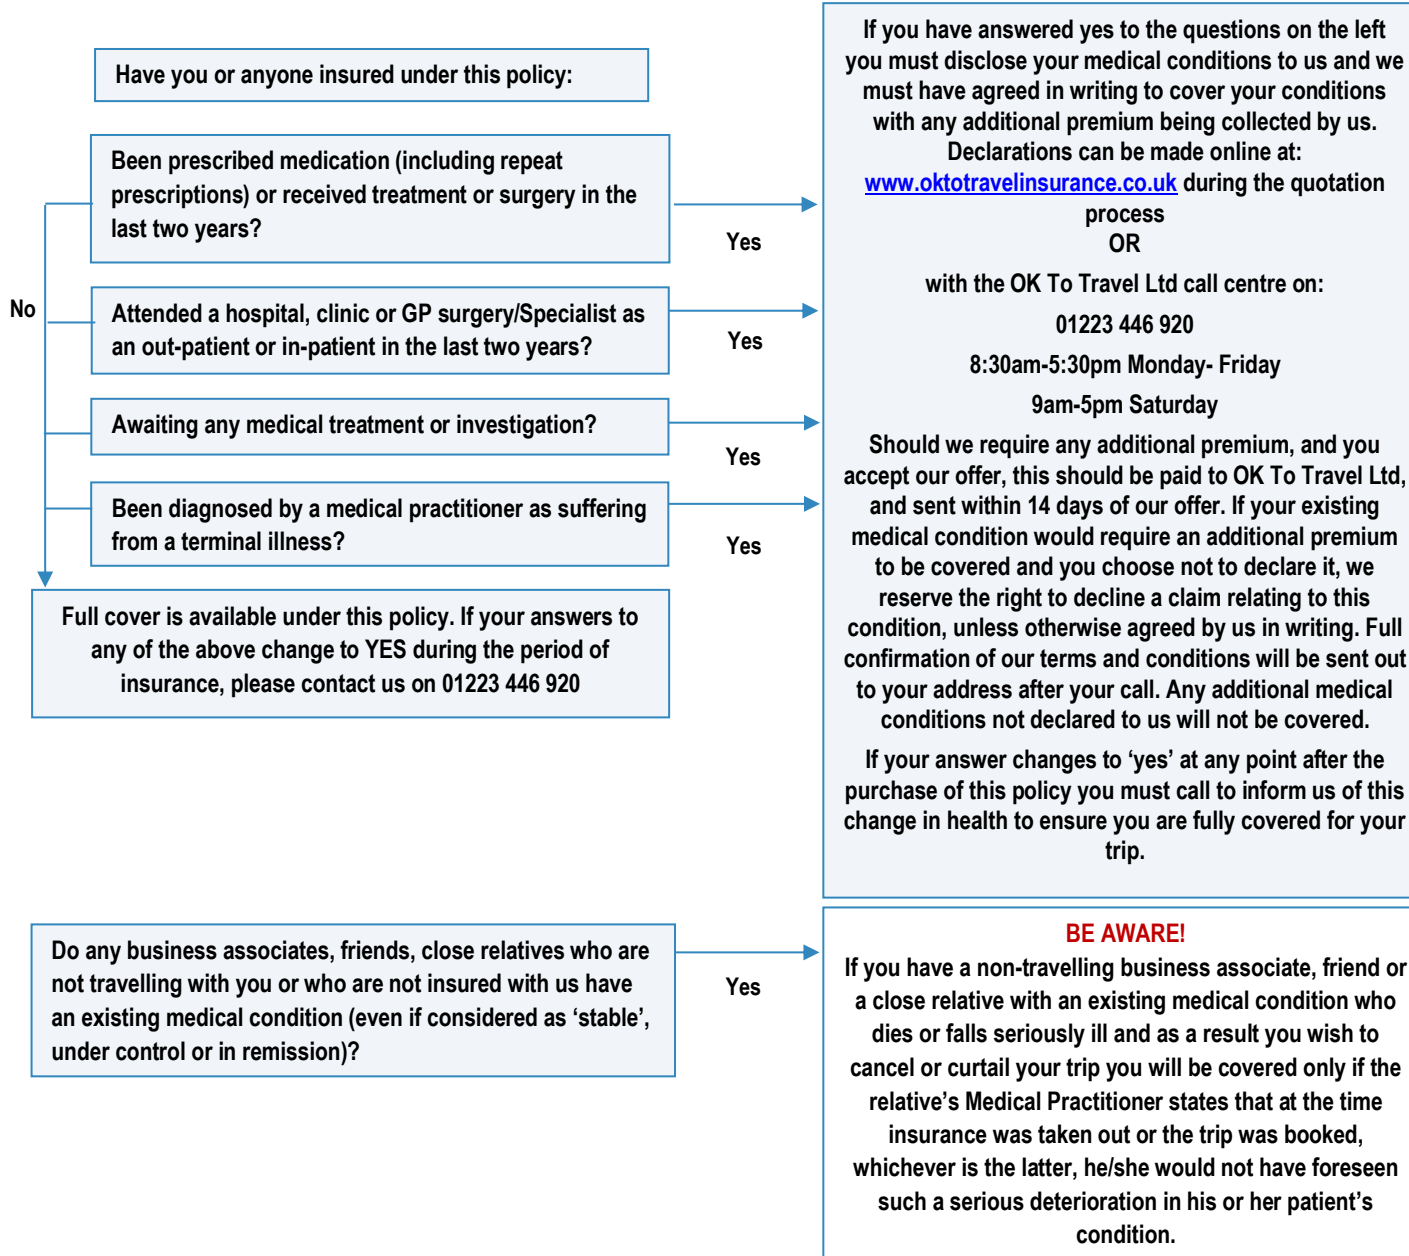 Have you or anyone insured under this policy:
Been prescribed medication (including repeat
prescriptions) or received treatment or surgery in the
last two years?
Yes
No
Attended a hospital, clinic or GP surgery/Specialist as
an out-patient or in-patient in the last two years?
Yes
Awaiting any medical treatment or investigation?
Yes
Been diagnosed by a medical practitioner as suffering
from a terminal illness?
Yes
Full cover is available under this policy. If your answers to
any of the above change to YES during the period of
insurance, please contact us on 01223 446 920
If you have answered yes to the questions on the left
you must disclose your medical conditions to us and we
must have agreed in writing to cover your conditions
with any additional premium being collected by us.
Declarations can be made online at:
www.oktotravelinsurance.co.uk during the quotation
process
OR
with the OK To Travel Ltd call centre on:
01223 446 920
8:30am-5:30pm Monday- Friday
9am-5pm Saturday
Should we require any additional premium, and you
accept our offer, this should be paid to OK To Travel Ltd,
and sent within 14 days of our offer. If your existing
medical condition would require an additional premium
to be covered and you choose not to declare it, we
reserve the right to decline a claim relating to this
condition, unless otherwise agreed by us in writing. Full
confirmation of our terms and conditions will be sent out
to your address after your call. Any additional medical
conditions not declared to us will not be covered.
If your answer changes to ‘yes’ at any point after the
purchase of this policy you must call to inform us of this
change in health to ensure you are fully covered for your
trip.
Do any business associates, friends, close relatives who are
not travelling with you or who are not insured with us have
an existing medical condition (even if considered as ‘stable’,
under control or in remission)?
Yes
BE AWARE!
If you have a non-travelling business associate, friend or
a close relative with an existing medical condition who
dies or falls seriously ill and as a result you wish to
cancel or curtail your trip you will be covered only if the
relative’s Medical Practitioner states that at the time
insurance was taken out or the trip was booked,
whichever is the latter, he/she would not have foreseen
such a serious deterioration in his or her patient’s
condition.